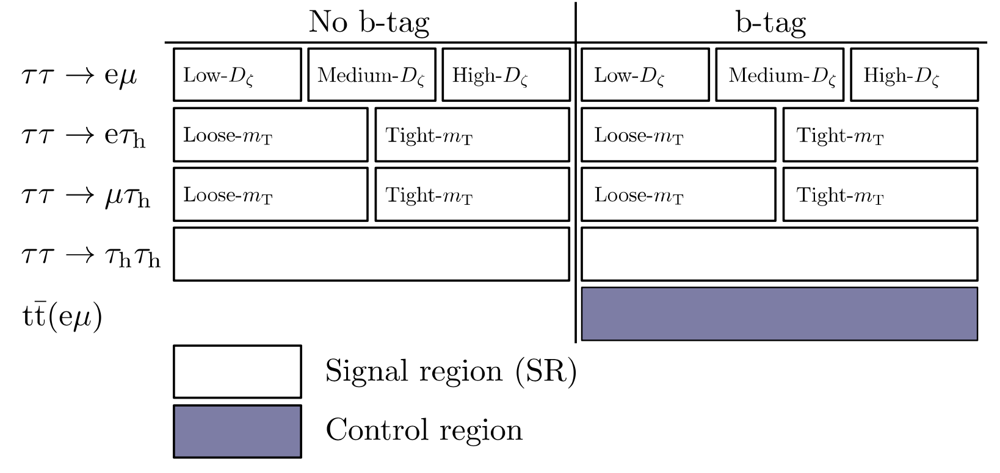 No b-tag b-tag
ττ → eμ Low-D_ζ Medium-D_ζ High-D_ζ Low-D_ζ Medium-D_ζ High-D_ζ
ττ → eτ_h Loose-m_T Tight-m_T Loose-m_T Tight-m_T
ττ → μτ_h Loose-m_T Tight-m_T Loose-m_T Tight-m_T
ττ → τ_hτ_h
tt̄(eμ)
Signal region (SR)
Control region